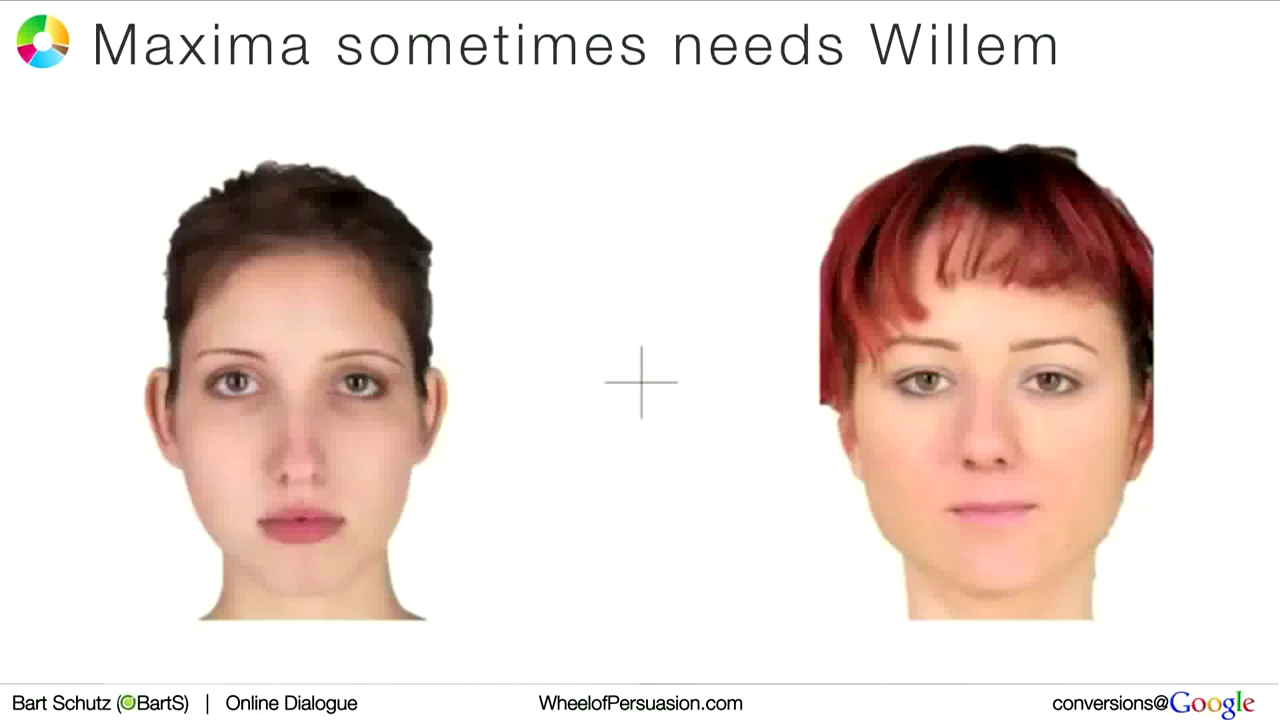 Maxima sometimes needs Willem
Bart Schutz (@BartS) | Online Dialogue
WheelofPersuasion.com
conversions@Google